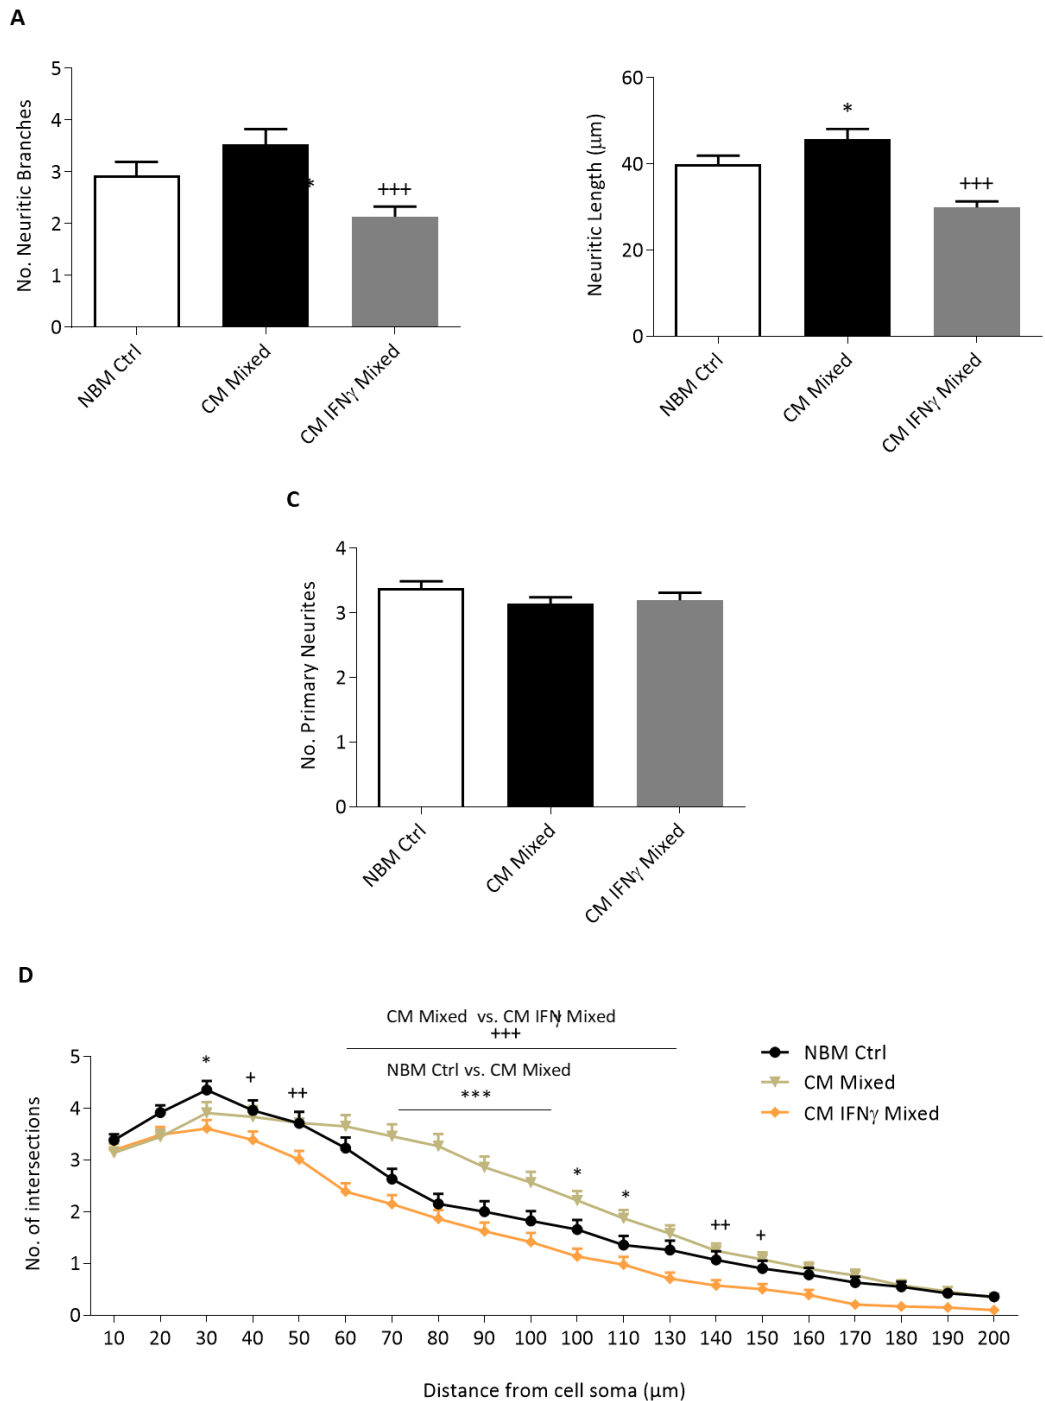 A
No. Neuritic Branches
5
4
3
2
1
0
*
+++
NBM Ctrl
CM Mixed
CM IFNγ Mixed
Neuritic Length (µm)
60
40
20
0
*
+++
NBM Ctrl
CM Mixed
CM IFNγ Mixed
C
No. Primary Neurites
4
3
2
1
0
NBM Ctrl
CM Mixed
CM IFNγ Mixed
D
CM Mixed vs. CM IFNγ Mixed
+++
NBM Ctrl vs. CM Mixed
***
* + ++ * * ++ +
NBM Ctrl
CM Mixed
CM IFNγ Mixed
No. of intersections
5
4
3
2
1
0
10 20 30 40 50 60 70 80 90 100 100 110 130 140 150 160 170 180 190 200
Distance from cell soma (µm)